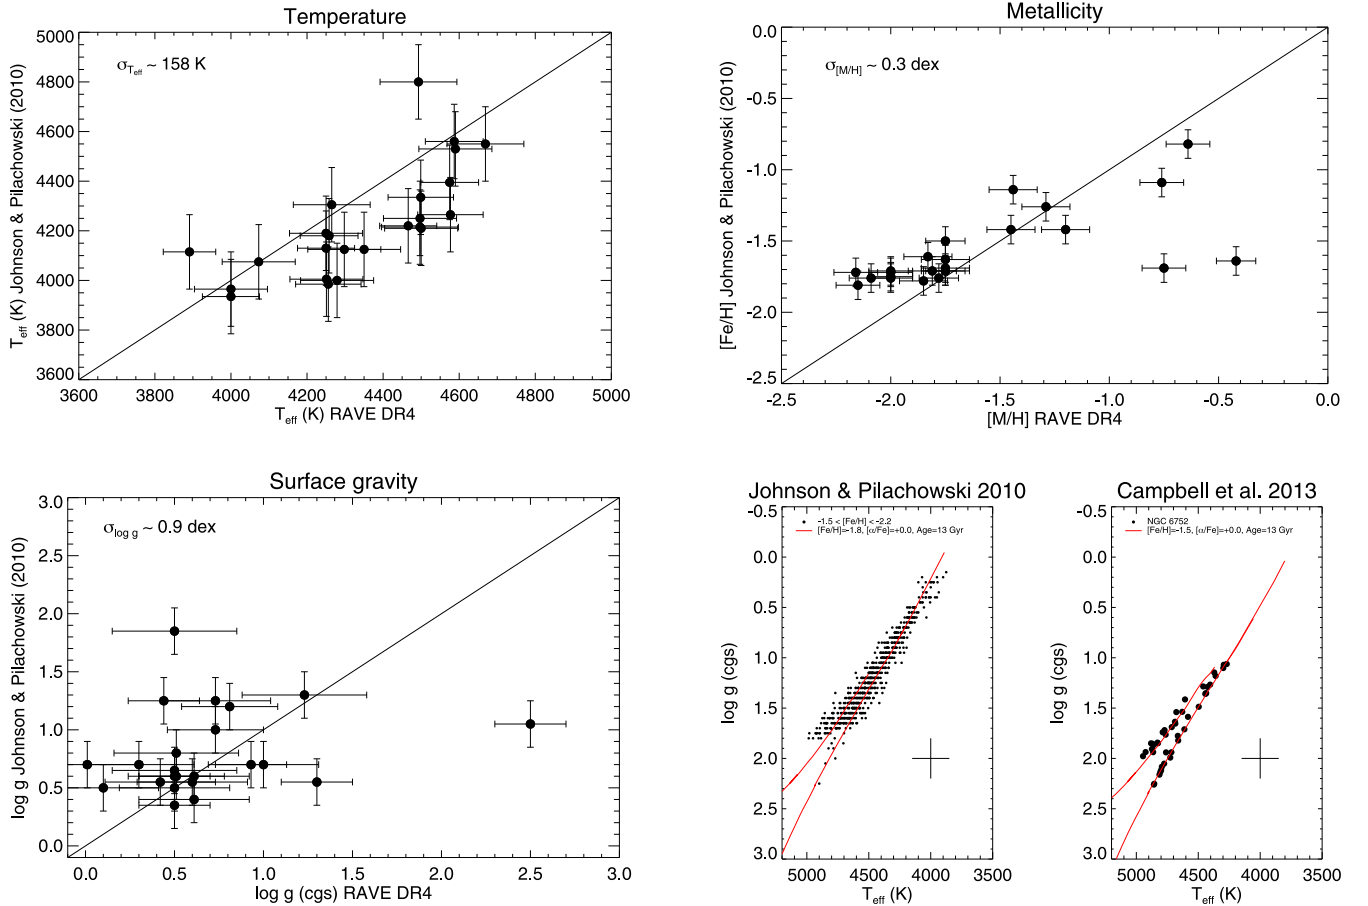 Temperature
σTeff ~ 158 K
Teff (K) Johnson & Pilachowski (2010)
5000
4800
4600
4400
4200
4000
3800
3600
3600 3800 4000 4200 4400 4600 4800 5000
Teff (K) RAVE DR4
Metallicity
σ[M/H] ~ 0.3 dex
[Fe/H] Johnson & Pilachowski (2010)
0.0
-0.5
-1.0
-1.5
-2.0
-2.5
-2.5 -2.0 -1.5 -1.0 -0.5 0.0
[M/H] RAVE DR4
Surface gravity
σlog g ~ 0.9 dex
log g Johnson & Pilachowski (2010)
3.0
2.5
2.0
1.5
1.0
0.5
0.0
0.0 0.5 1.0 1.5 2.0 2.5 3.0
log g (cgs) RAVE DR4
Johnson & Pilachowski 2010
-1.5 < [Fe/H] < -2.2
[Fe/H]=-1.8, [α/Fe]=+0.0, Age=13 Gyr
log g (cgs)
-0.5
0.0
0.5
1.0
1.5
2.0
2.5
3.0
5000 4500 4000 3500
Teff (K)
Campbell et al. 2013
NGC 6752
[Fe/H]=-1.5, [α/Fe]=+0.0, Age=13 Gyr
log g (cgs)
-0.5
0.0
0.5
1.0
1.5
2.0
2.5
3.0
5000 4500 4000 3500
Teff (K)